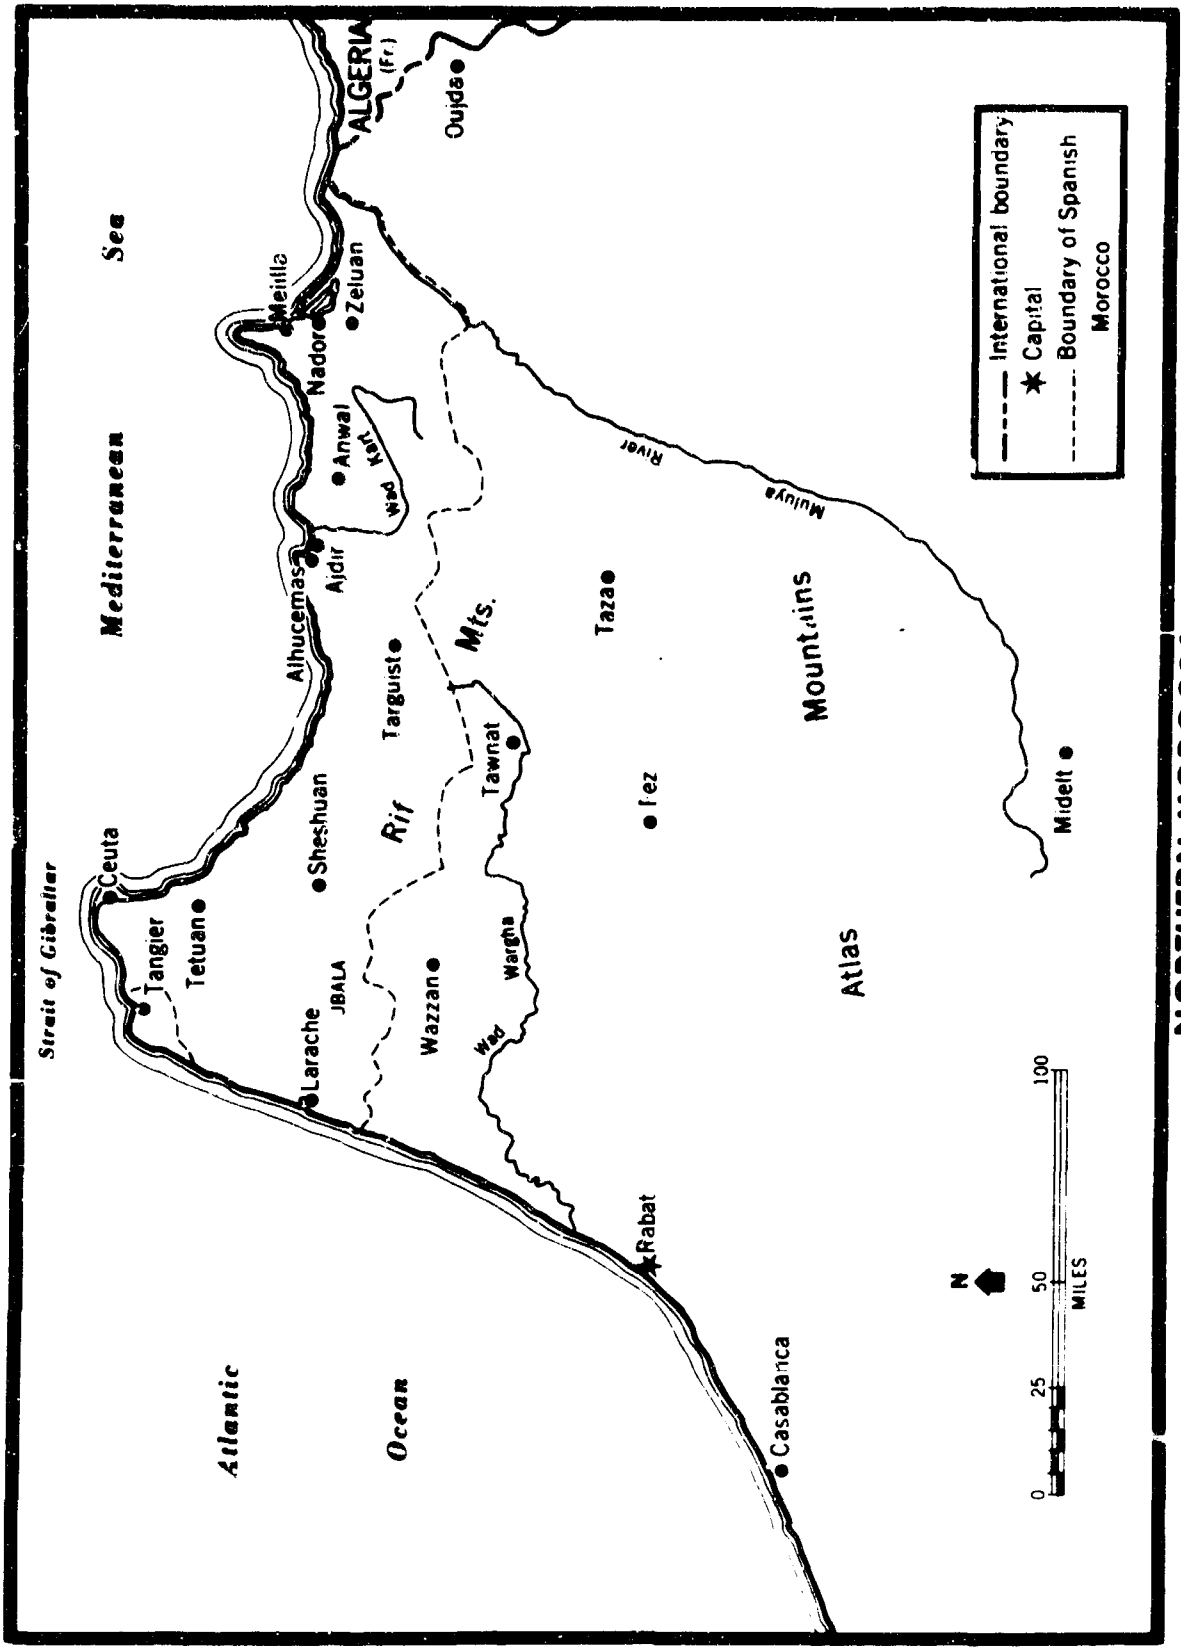 Strait of Gibraltar
Mediterranean
Sea
Ceuta
Tangier
Tetuan
Alhucemas
Ajdir
Melilla
Nador
Zeluan
ALGERIA
(Fr.)
Oujda
Larache
JBALA
Sheshuan
Targuist
Anwal
Wad
Kart
Rif
Mts.
Wazzan
Tawnat
Wad
Wargha
Taza
River
Muluya
Atlantic
Ocean
Rabat
Fez
Atlas
Mountains
Casablanca
Midelt
N
0 25 50 100
MILES
International boundary
Capital
Boundary of Spanish
Morocco